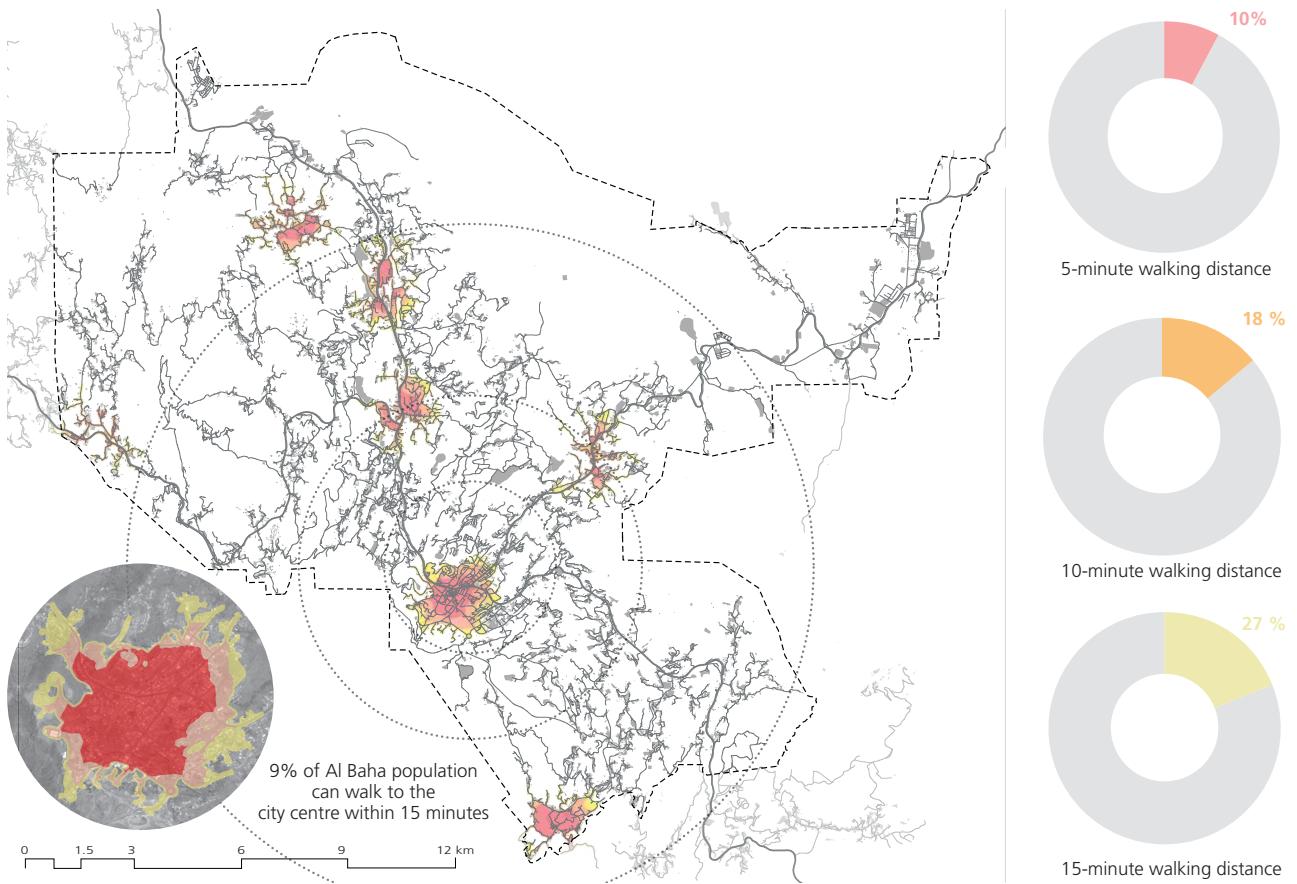 10%
5-minute walking distance
18 %
10-minute walking distance
27 %
15-minute walking distance
9% of Al Baha population
can walk to the
city centre within 15 minutes
0 1.5 3 6 9 12 km